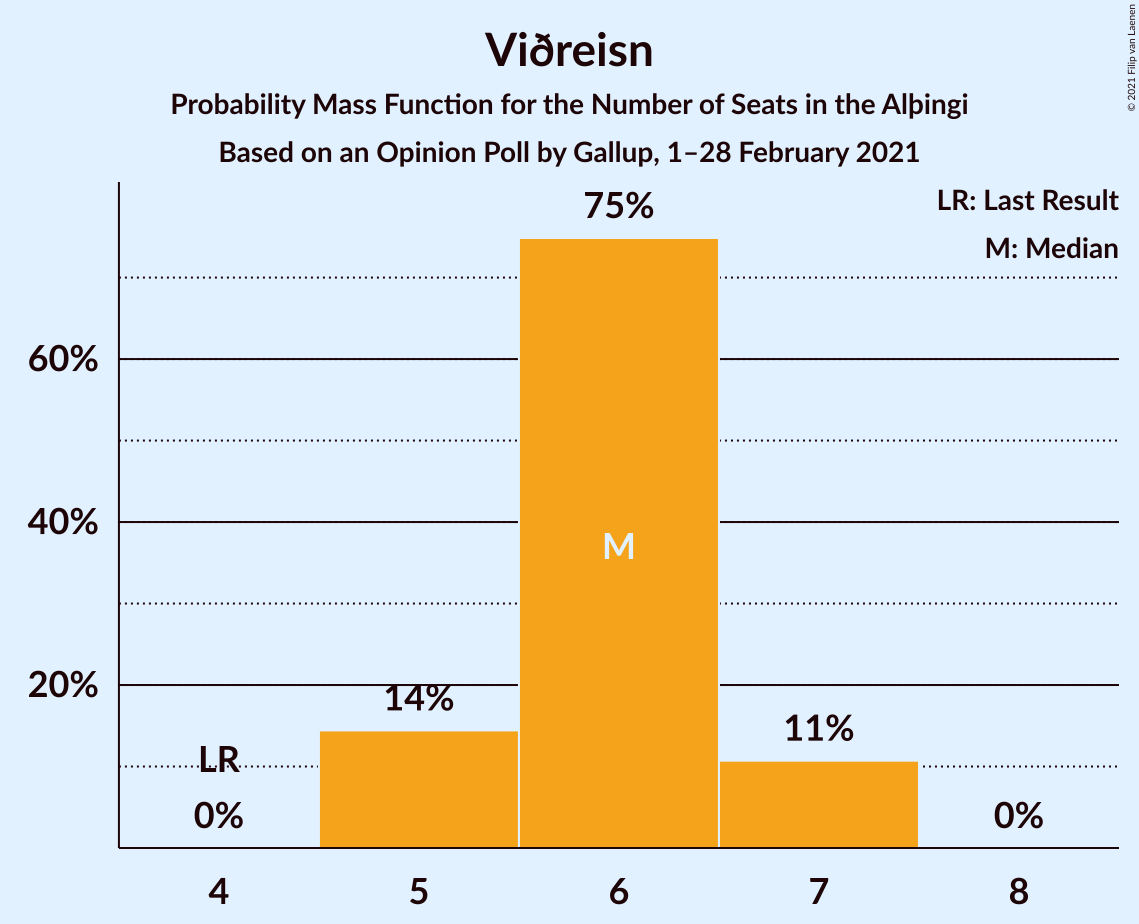 Viðreisn
Probability Mass Function for the Number of Seats in the Alþingi
Based on an Opinion Poll by Gallup, 1–28 February 2021
© 2021 Filip van Laenen
LR: Last Result
M: Median
75%
60%
40%
M
20%
14%
11%
LR
0%
0%
4 5 6 7 8